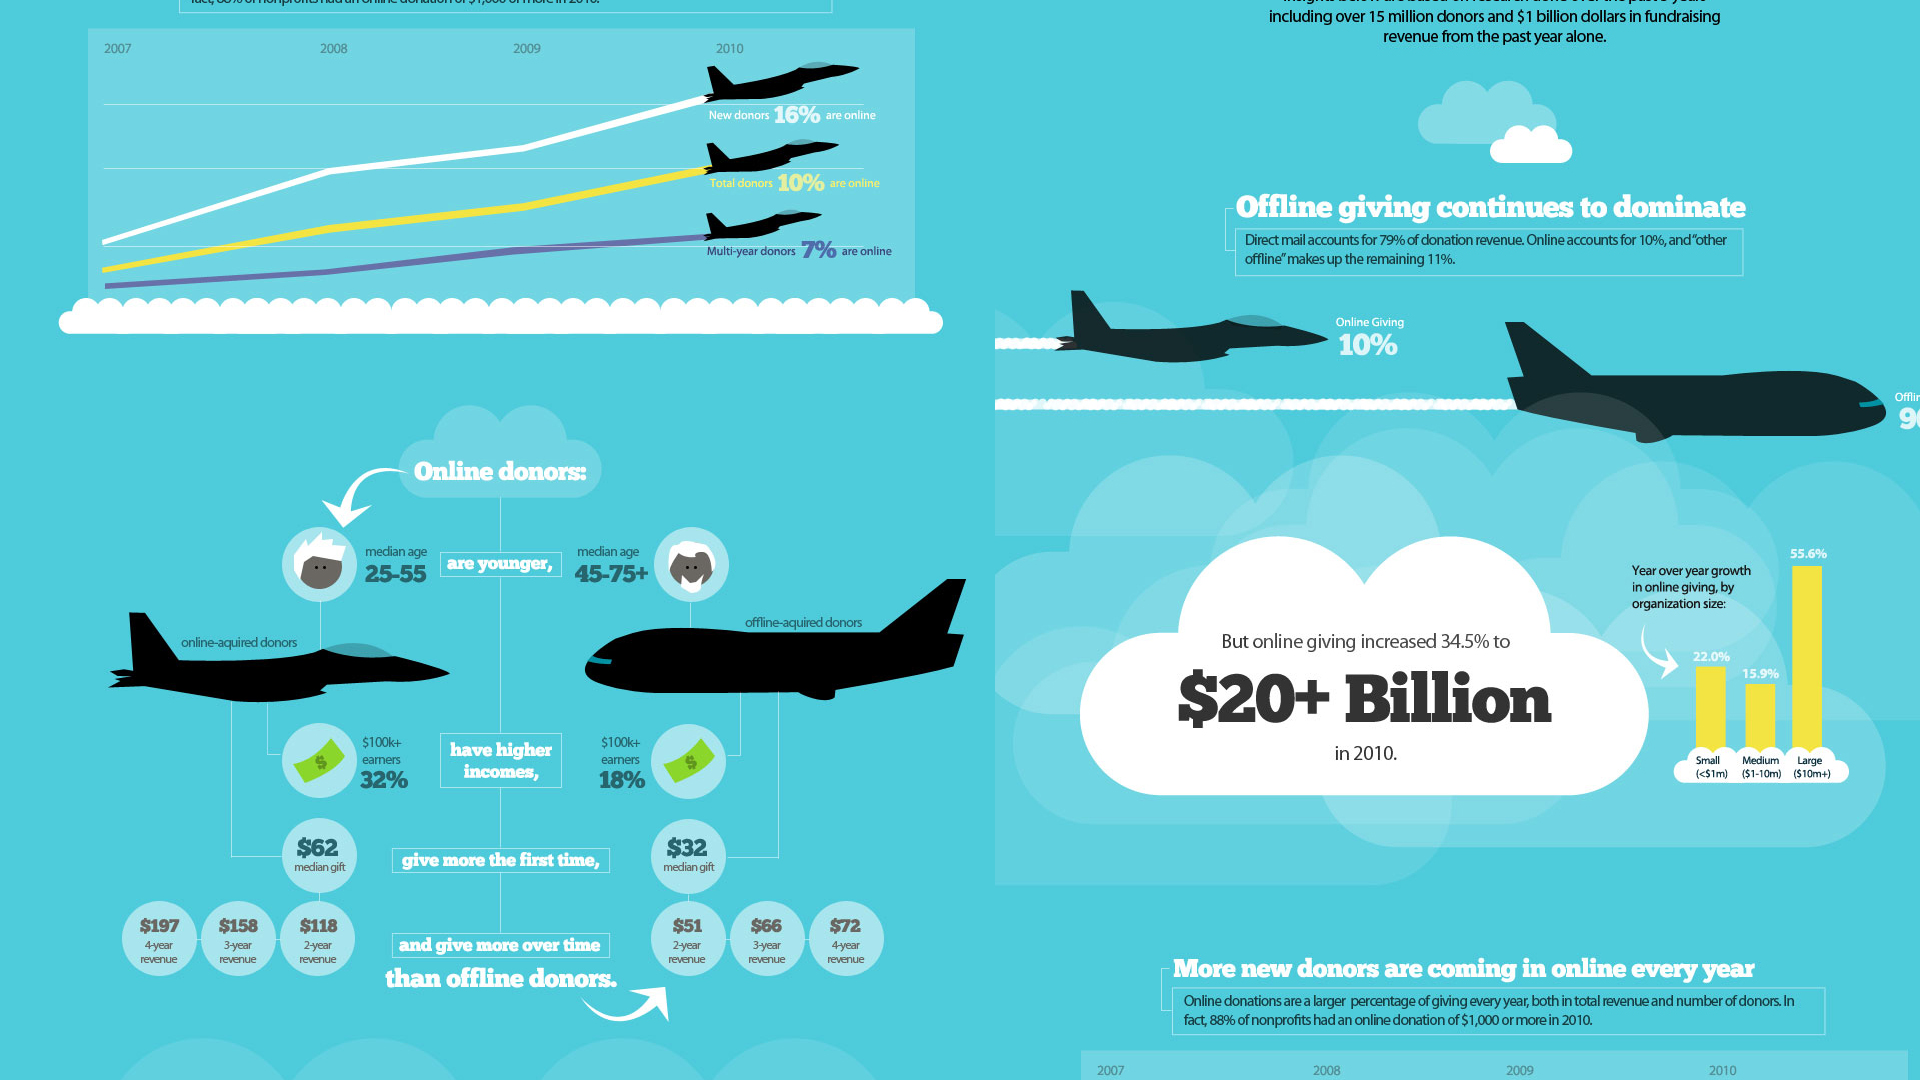 fact, 88% of nonprofits had an online donation of $1,000 or more in 2010.
2007
2008
2009
2010
New donors 16% are online
Total donors 10% are online
Multi-year donors 7% are online
Online donors:
median age
25-55
are younger,
median age
45-75+
online-aquired donors
offline-aquired donors
$100k+
earners
32%
have higher
incomes,
$100k+
earners
18%
$62
median gift
give more the first time,
$32
median gift
$197
4-year
revenue
$158
3-year
revenue
$118
2-year
revenue
and give more over time
than offline donors.
$51
2-year
revenue
$66
3-year
revenue
$72
4-year
revenue
including over 15 million donors and $1 billion dollars in fundraising
revenue from the past year alone.
Offline giving continues to dominate
Direct mail accounts for 79% of donation revenue. Online accounts for 10%, and "other
offline" makes up the remaining 11%.
Online Giving
10%
But online giving increased 34.5% to
$20+ Billion
in 2010.
Year over year growth
in online giving, by
organization size:
22.0%
15.9%
55.6%
Small
(<$1m)
Medium
($1-10m)
Large
($10m+)
More new donors are coming in online every year
Online donations are a larger percentage of giving every year, both in total revenue and number of donors. In
fact, 88% of nonprofits had an online donation of $1,000 or more in 2010.
2007
2008
2009
2010